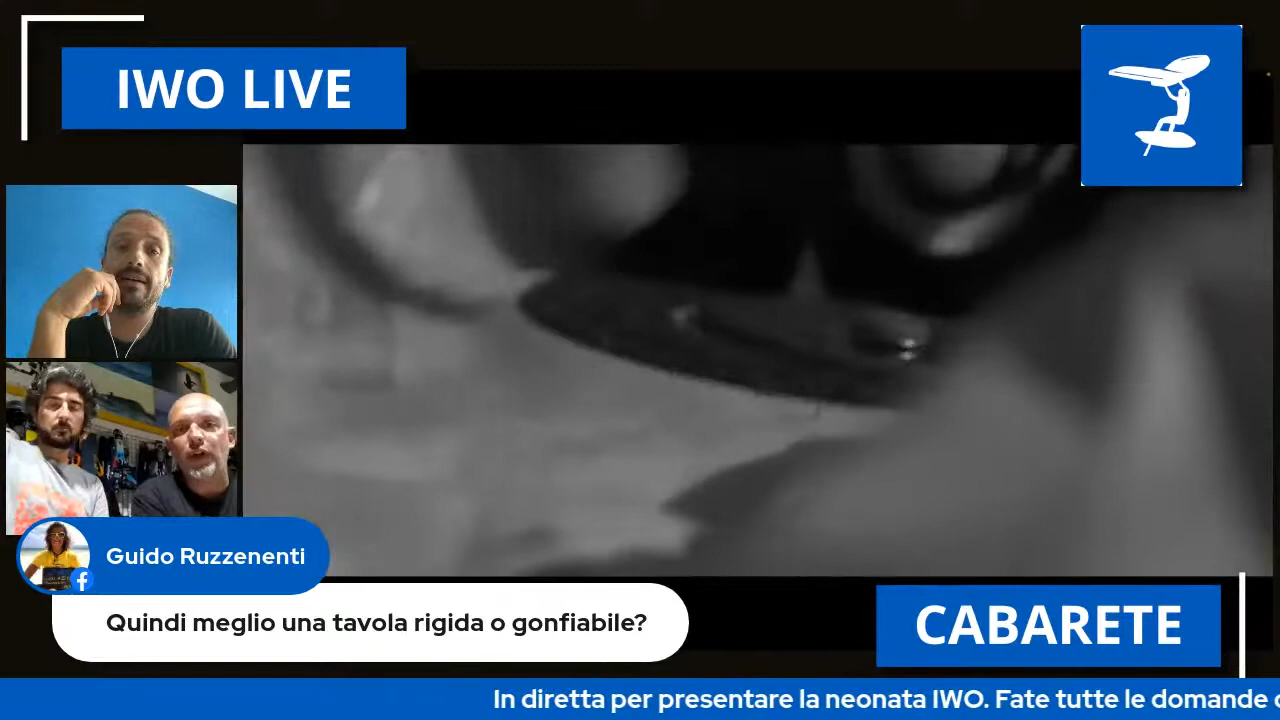 IWO LIVE
Guido Ruzzenenti
Quindi meglio una tavola rigida o gonfiabile?
CABARETE
In diretta per presentare la neonata IWO. Fate tutte le domande